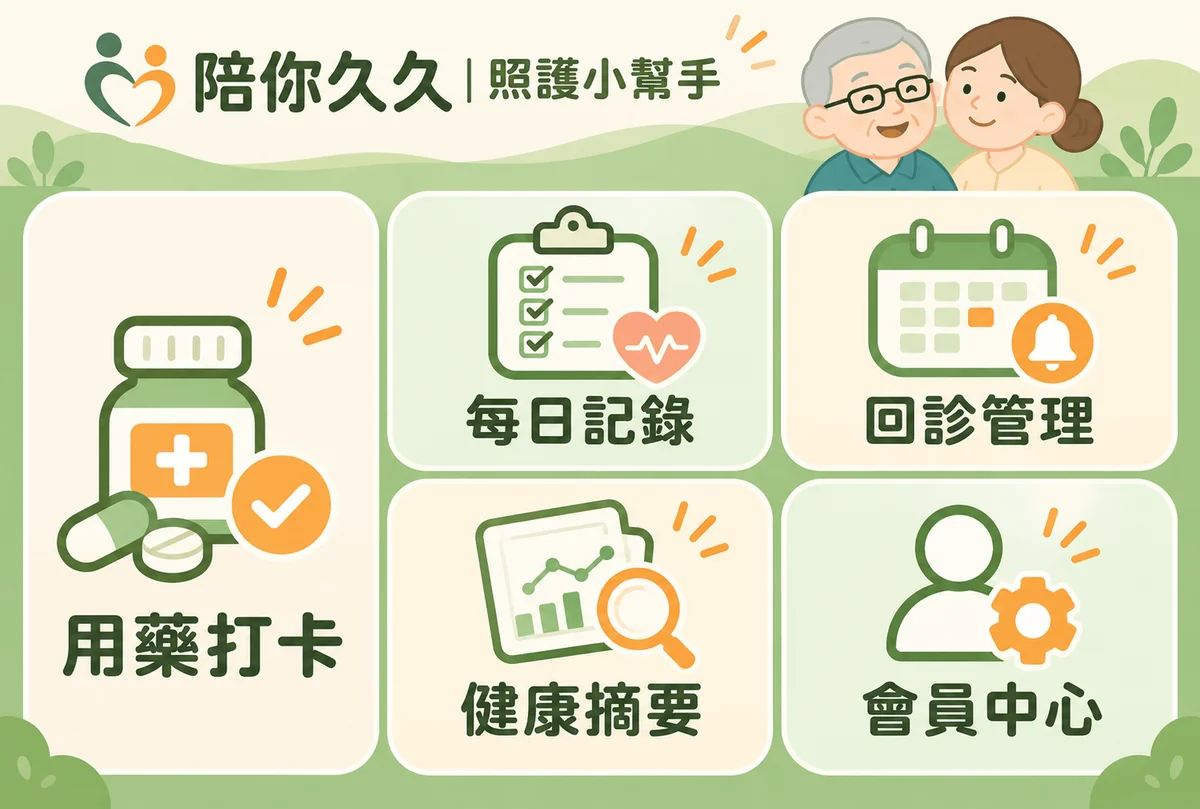 陪你久久 | 照護小幫手
用藥打卡
每日記錄
回診管理
健康摘要
會員中心